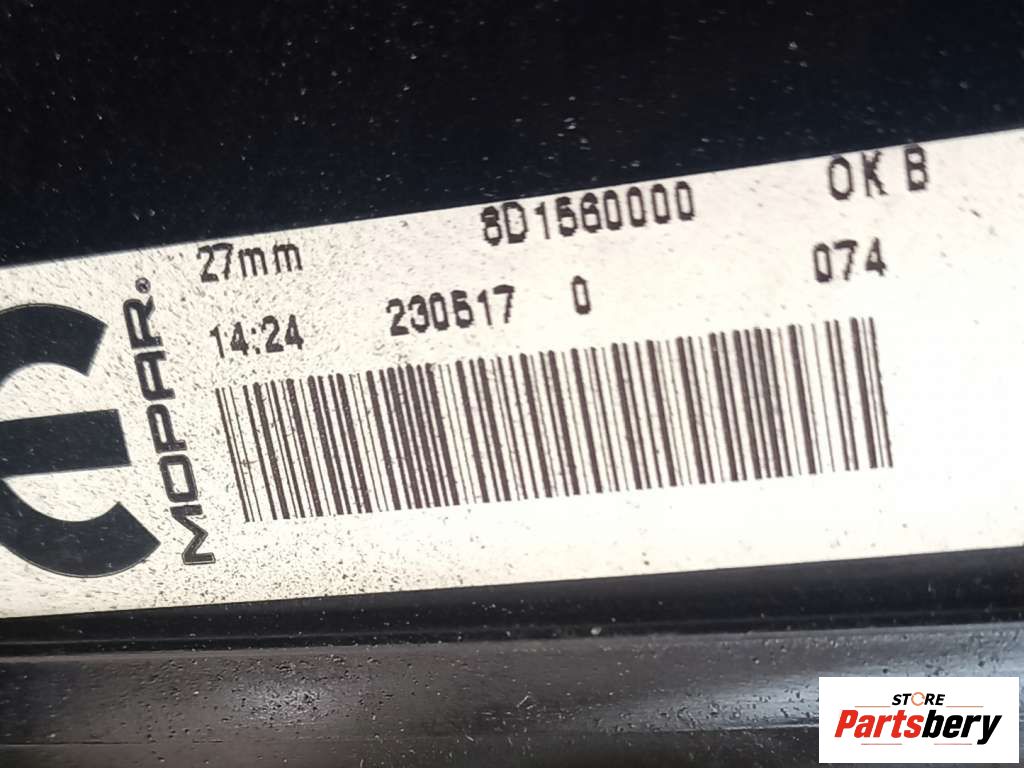 27mm 8D1560000 OK B
14:24 230517 0 074
MOPAR®
STORE
Partsbery